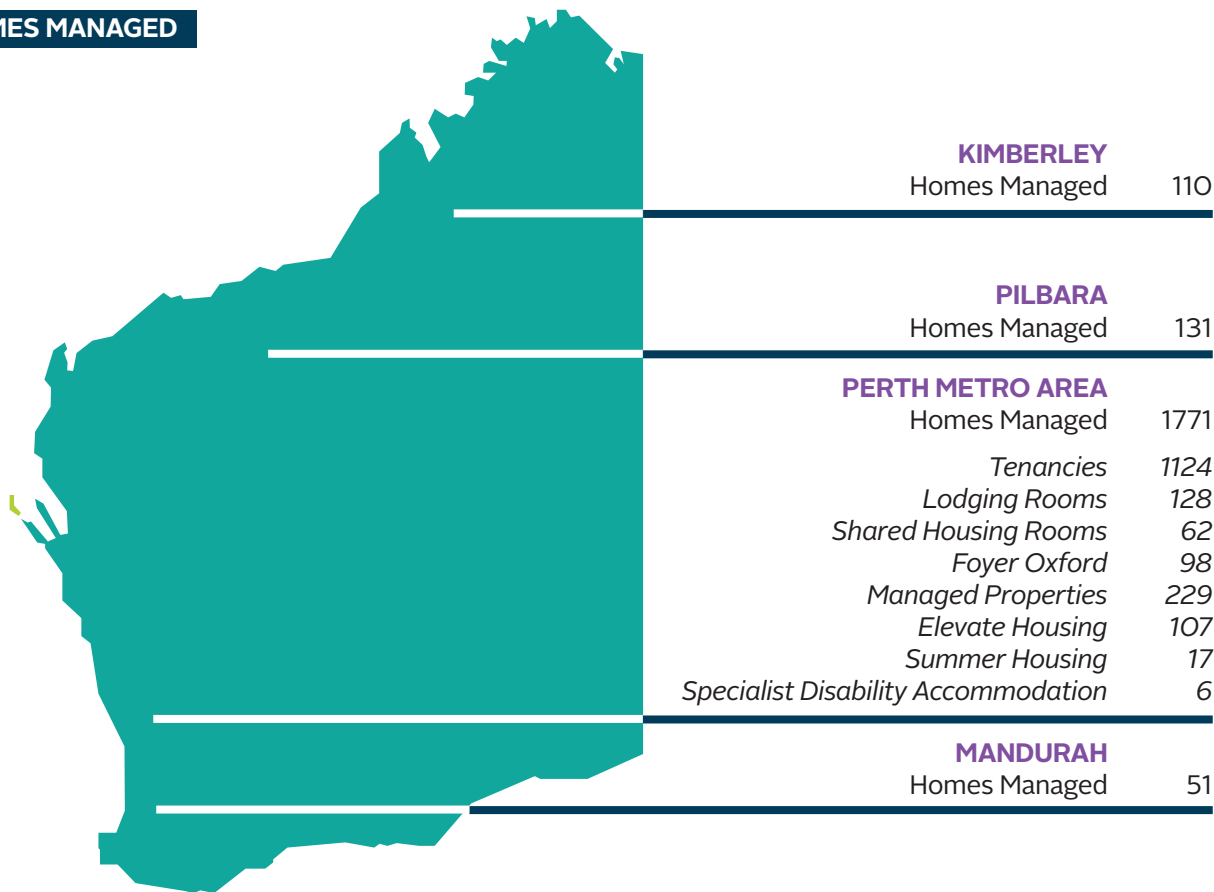 MES MANAGED
KIMBERLEY
Homes Managed 110
PILBARA
Homes Managed 131
PERTH METRO AREA
Homes Managed 1771
Tenancies 1124
Lodging Rooms 128
Shared Housing Rooms 62
Foyer Oxford 98
Managed Properties 229
Elevate Housing 107
Summer Housing 17
Specialist Disability Accommodation 6
MANDURAH
Homes Managed 51